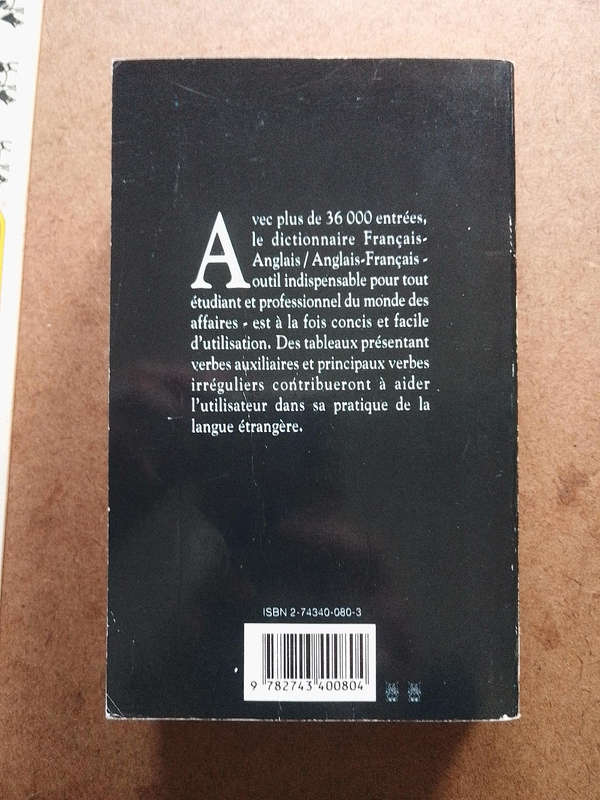 Avec plus de 36 000 entrées,
le dictionnaire Français-
Anglais / Anglais-Français -
outil indispensable pour tout
étudiant et professionnel du monde des
affaires - est à la fois concis et facile
d'utilisation. Des tableaux présentant
verbes auxiliaires et principaux verbes
irréguliers contribueront à aider
l'utilisateur dans sa pratique de la
langue étrangère.
ISBN 2-74340-080-3
9 782743 400804